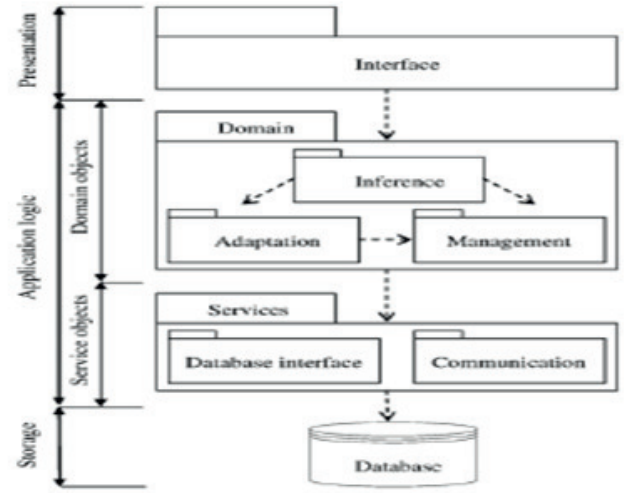 Presentation
Interface
Application logic
Domain objects
Domain
Inference
Adaptation
Management
Service objects
Services
Database interface
Communication
Storage
Database